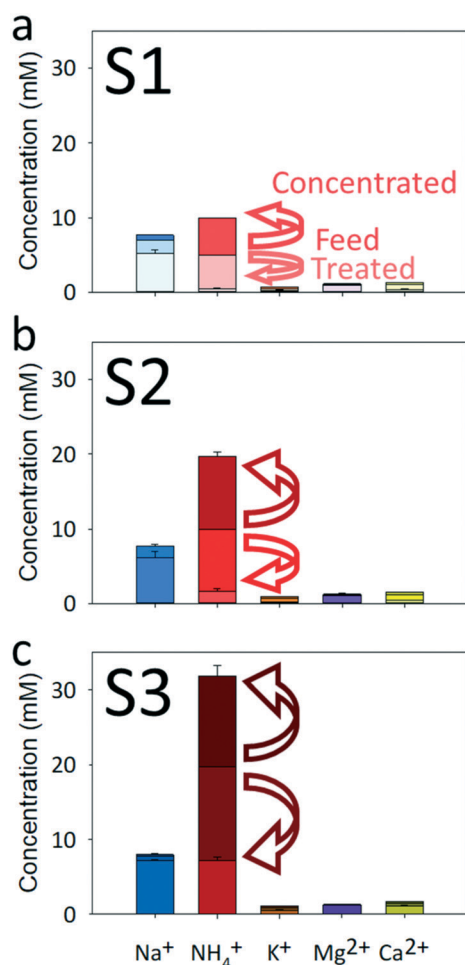 a
S1
Concentration (mM)
30
20
10
0
Concentrated
Feed
Treated
b
S2
Concentration (mM)
30
20
10
0
c
S3
Concentration (mM)
30
20
10
0
Na⁺ NH₄⁺ K⁺ Mg²⁺ Ca²⁺